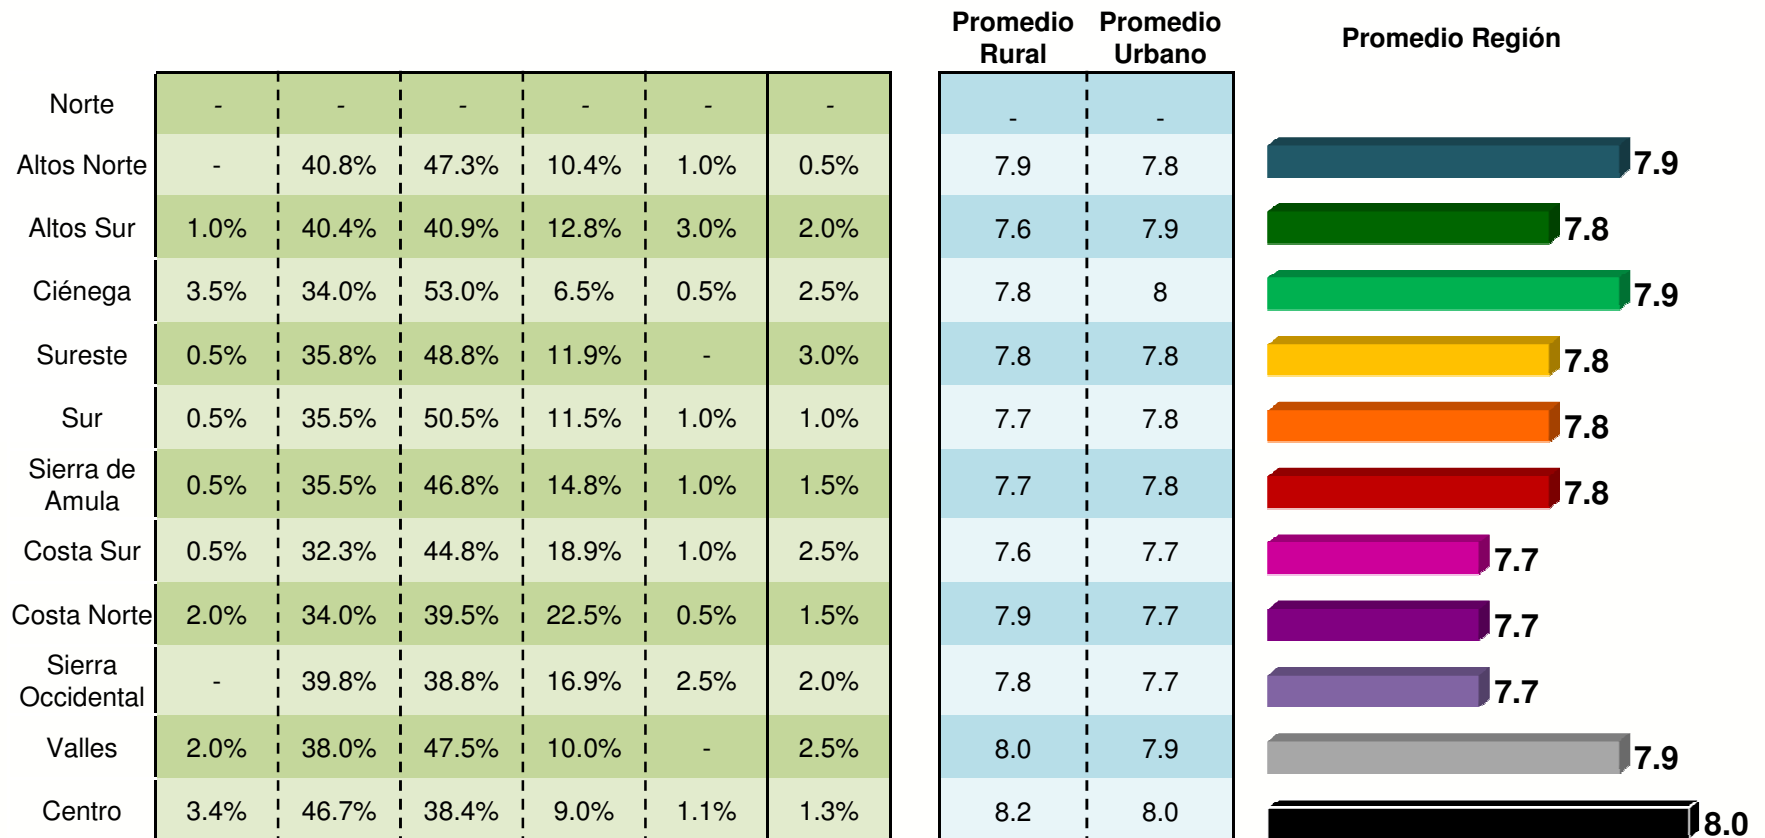 Promedio Rural Promedio Urbano Promedio Región
Norte - - - - - - - -
Altos Norte - 40.8% 47.3% 10.4% 1.0% 0.5% 7.9 7.8 7.9
Altos Sur 1.0% 40.4% 40.9% 12.8% 3.0% 2.0% 7.6 7.9 7.8
Ciénega 3.5% 34.0% 53.0% 6.5% 0.5% 2.5% 7.8 8 7.9
Sureste 0.5% 35.8% 48.8% 11.9% - 3.0% 7.8 7.8 7.8
Sur 0.5% 35.5% 50.5% 11.5% 1.0% 1.0% 7.7 7.8 7.8
Sierra de Amula 0.5% 35.5% 46.8% 14.8% 1.0% 1.5% 7.7 7.8 7.8
Costa Sur 0.5% 32.3% 44.8% 18.9% 1.0% 2.5% 7.6 7.7 7.7
Costa Norte 2.0% 34.0% 39.5% 22.5% 0.5% 1.5% 7.9 7.7 7.7
Sierra Occidental - 39.8% 38.8% 16.9% 2.5% 2.0% 7.8 7.7 7.7
Valles 2.0% 38.0% 47.5% 10.0% - 2.5% 8.0 7.9 7.9
Centro 3.4% 46.7% 38.4% 9.0% 1.1% 1.3% 8.2 8.0 8.0